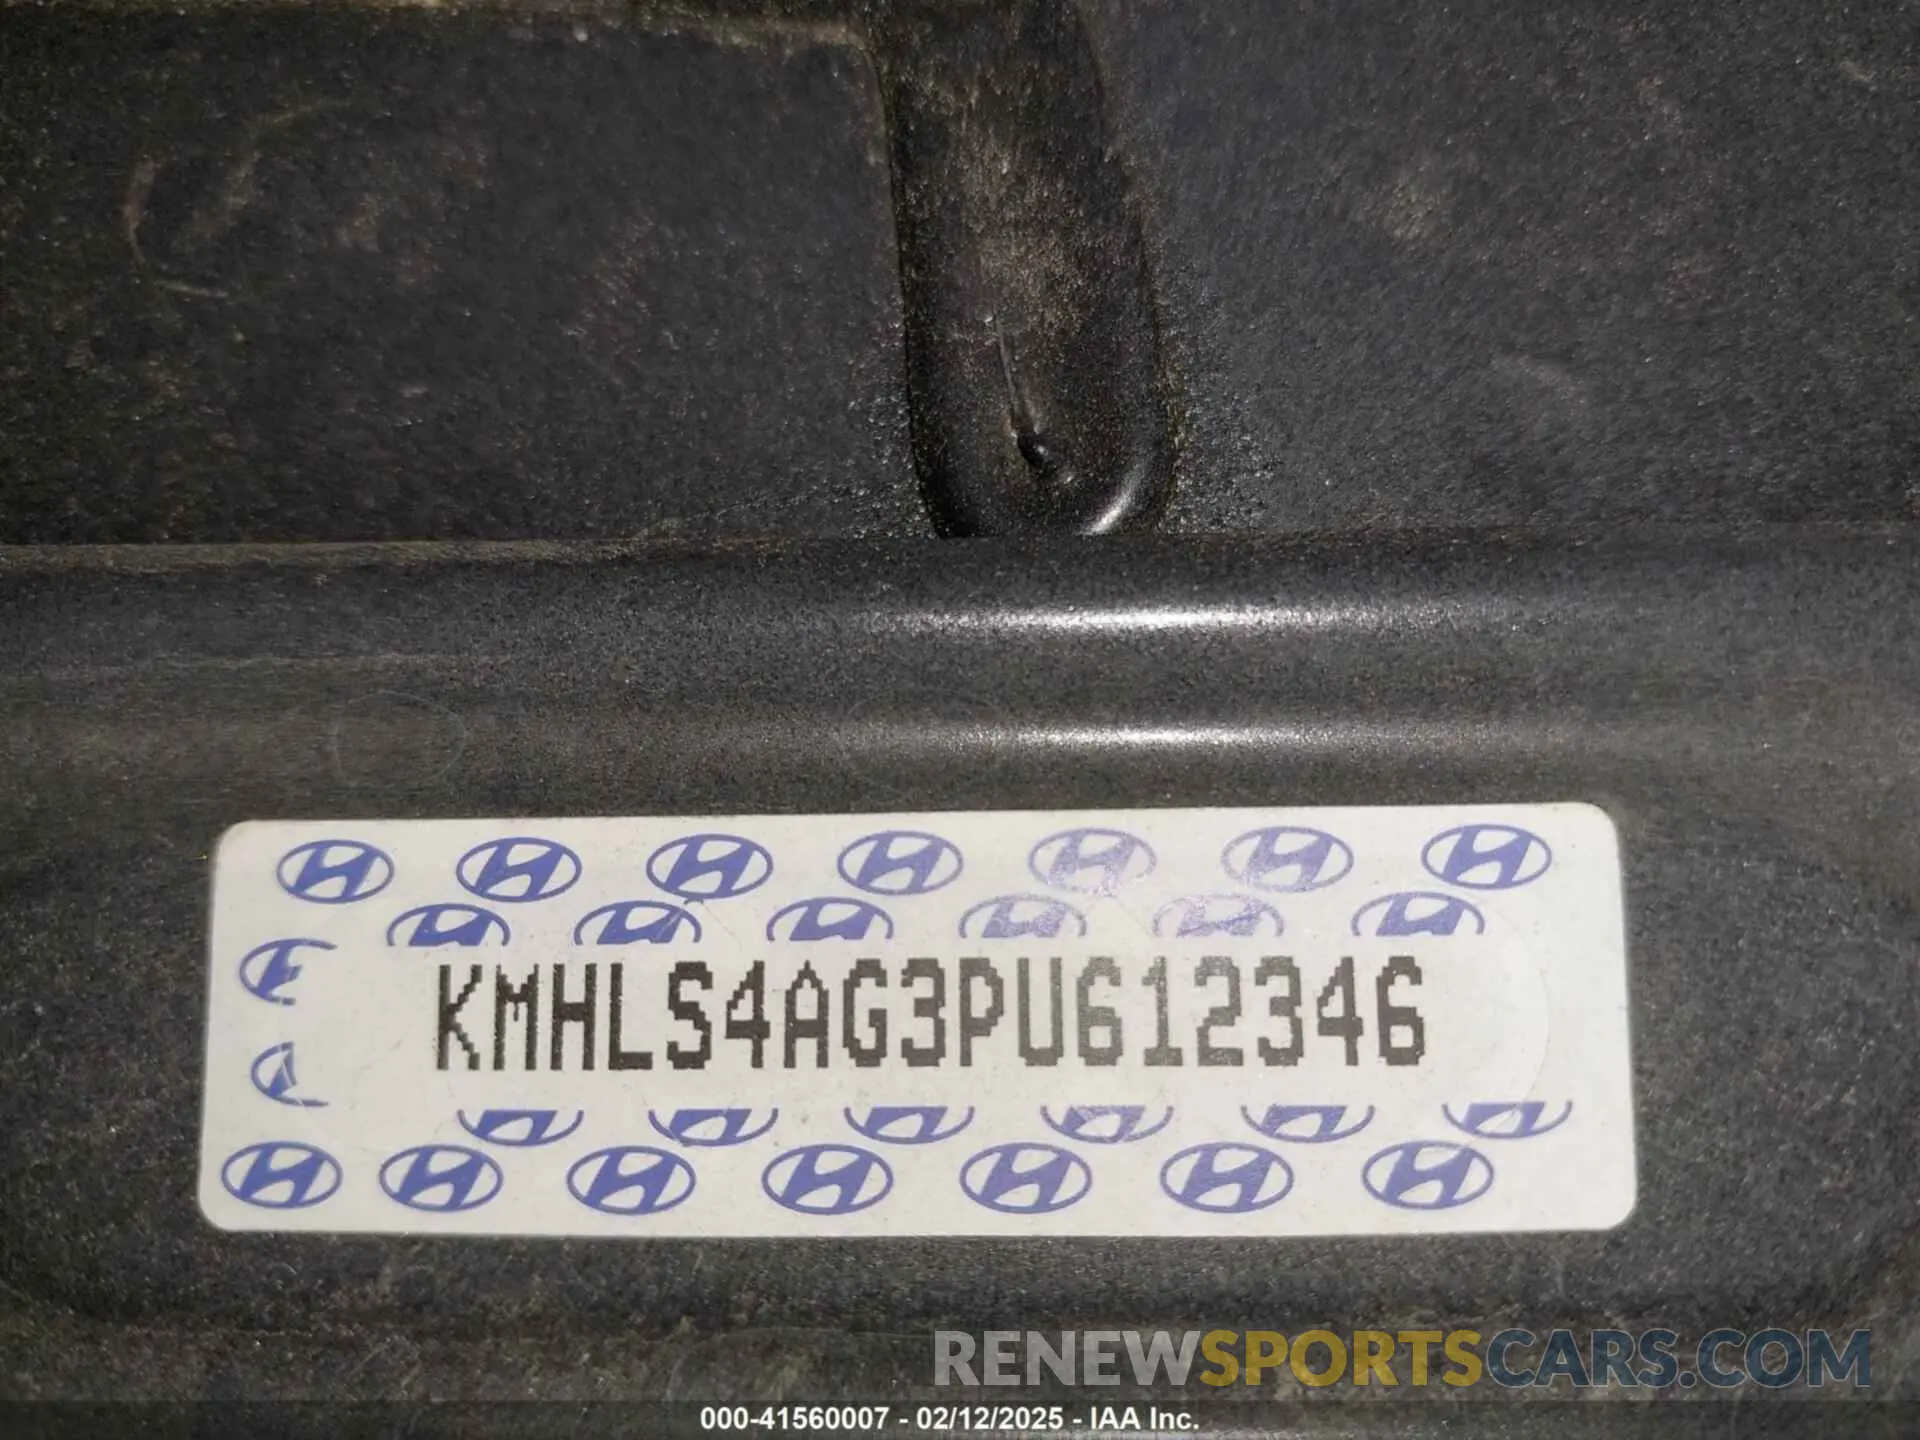 KMHLS4AG3PU612346
RENEWSPORTSCARS.COM
000-41560007 - 02/12/2025 - IAA Inc.